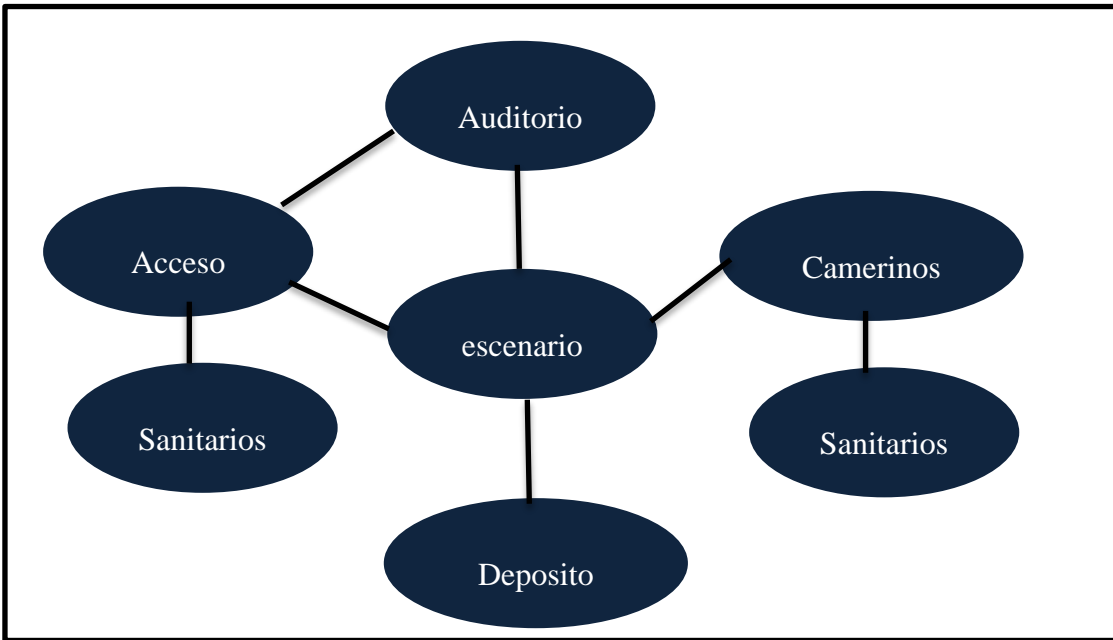 Auditorio
Acceso
Camerinos
escenario
Sanitarios
Sanitarios
Deposito